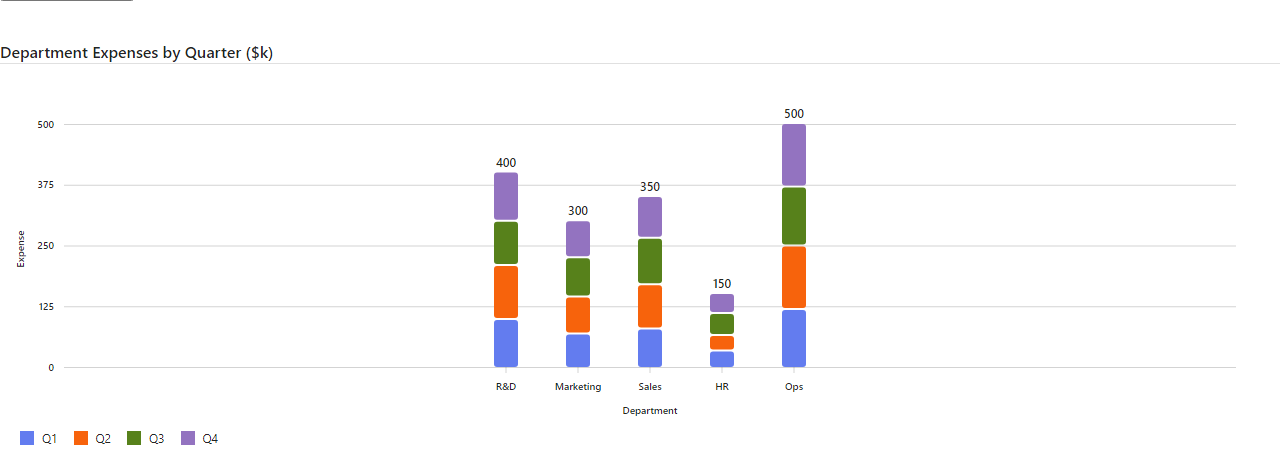 Department Expenses by Quarter ($k)
500
400
500
375
350
300
250
150
125
0
Expense
R&D Marketing Sales HR Ops
Department
Q1 Q2 Q3 Q4